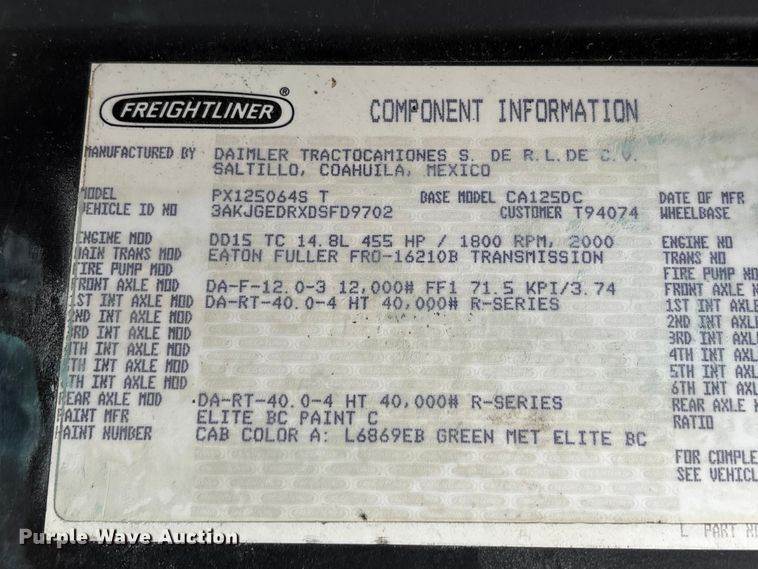 FREIGHTLINER ® COMPONENT INFORMATION
MANUFACTURED BY DAIMLER TRACTOCAMIONES S. DE R.L.DE C.V.
SALTILLO, COAHUILA, MEXICO
MODEL PX125064S T BASE MODEL CA125DC DATE OF MFR
VEHICLE ID NO 3AKJGEDRXDSFD9702 CUSTOMER T94074 WHEELBASE
ENGINE MOD DD15 TC 14.8L 455 HP / 1800 RPM, 2000 ENGINE NO
MAIN TRANS MOD EATON FULLER FRO-16210B TRANSMISSION TRANS NO
FIRE PUMP MOD FIRE PUMP NO
FRONT AXLE MOD DA-F-12.0-3 12,000# FF1 71.5 KPI/3.74 FRONT AXLE N
1ST INT AXLE MOD DA-RT-40.0-4 HT 40,000# R-SERIES 1ST INT AXLE
2ND INT AXLE MOD 2ND INT AXLE
3RD INT AXLE MOD 3RD INT AXLE
4TH INT AXLE MOD 4TH INT AXLE
TH INT AXLE MOD 5TH INT AXLE
TH INT AXLE MOD 6TH INT AXLE
REAR AXLE MOD DA-RT-40.0-4 HT 40,000# R-SERIES REAR AXLE N
PAINT MFR ELITE BC PAINT C RATIO
PAINT NUMBER CAB COLOR A: L6869EB GREEN MET ELITE BC
FOR COMPLE
SEE VEHICL
L PART NO
Purple Wave Auction